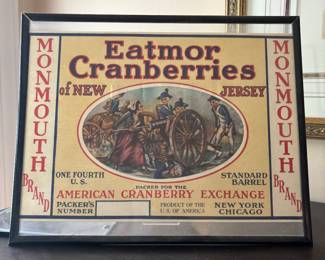 Eatmor
Cranberries
of NEW JERSEY
MONMOUTH
BRAND
MONMOUTH
BRAND
ONE FOURTH
U.S.
STANDARD
BARREL
PACKED FOR THE
AMERICAN CRANBERRY EXCHANGE
PACKER'S
NUMBER
PRODUCT OF THE
U.S. OF AMERICA
NEW YORK
CHICAGO